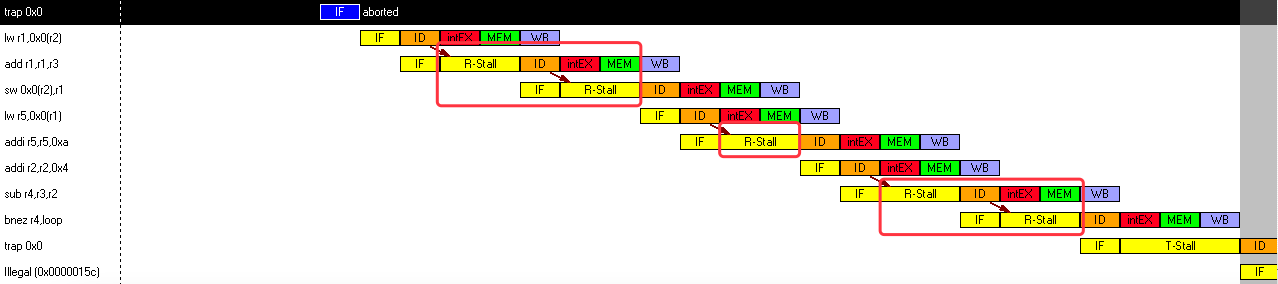 trap 0x0 IF aborted
lw r1,0x0(r2) IF ID intEX MEM WB
add r1,r1,r3 IF R-Stall ID intEX MEM WB
sw 0x0(r2),r1 IF R-Stall ID intEX MEM WB
lw r5,0x0(r1) IF ID intEX MEM WB
addi r5,r5,0xa IF R-Stall ID intEX MEM WB
addi r2,r2,0x4 IF ID intEX MEM WB
sub r4,r3,r2 IF R-Stall ID intEX MEM WB
bnez r4,loop IF R-Stall ID intEX MEM WB
trap 0x0 IF T-Stall ID
Illegal (0x0000015c) IF